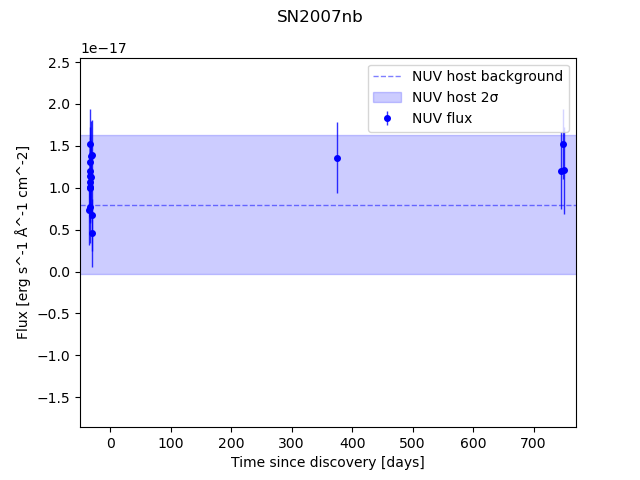 SN2007nb
1e−17
2.5
2.0
1.5
1.0
0.5
0.0
−0.5
−1.0
−1.5
Flux [erg s^-1 Å^-1 cm^-2]
NUV host background
NUV host 2σ
NUV flux
0 100 200 300 400 500 600 700
Time since discovery [days]